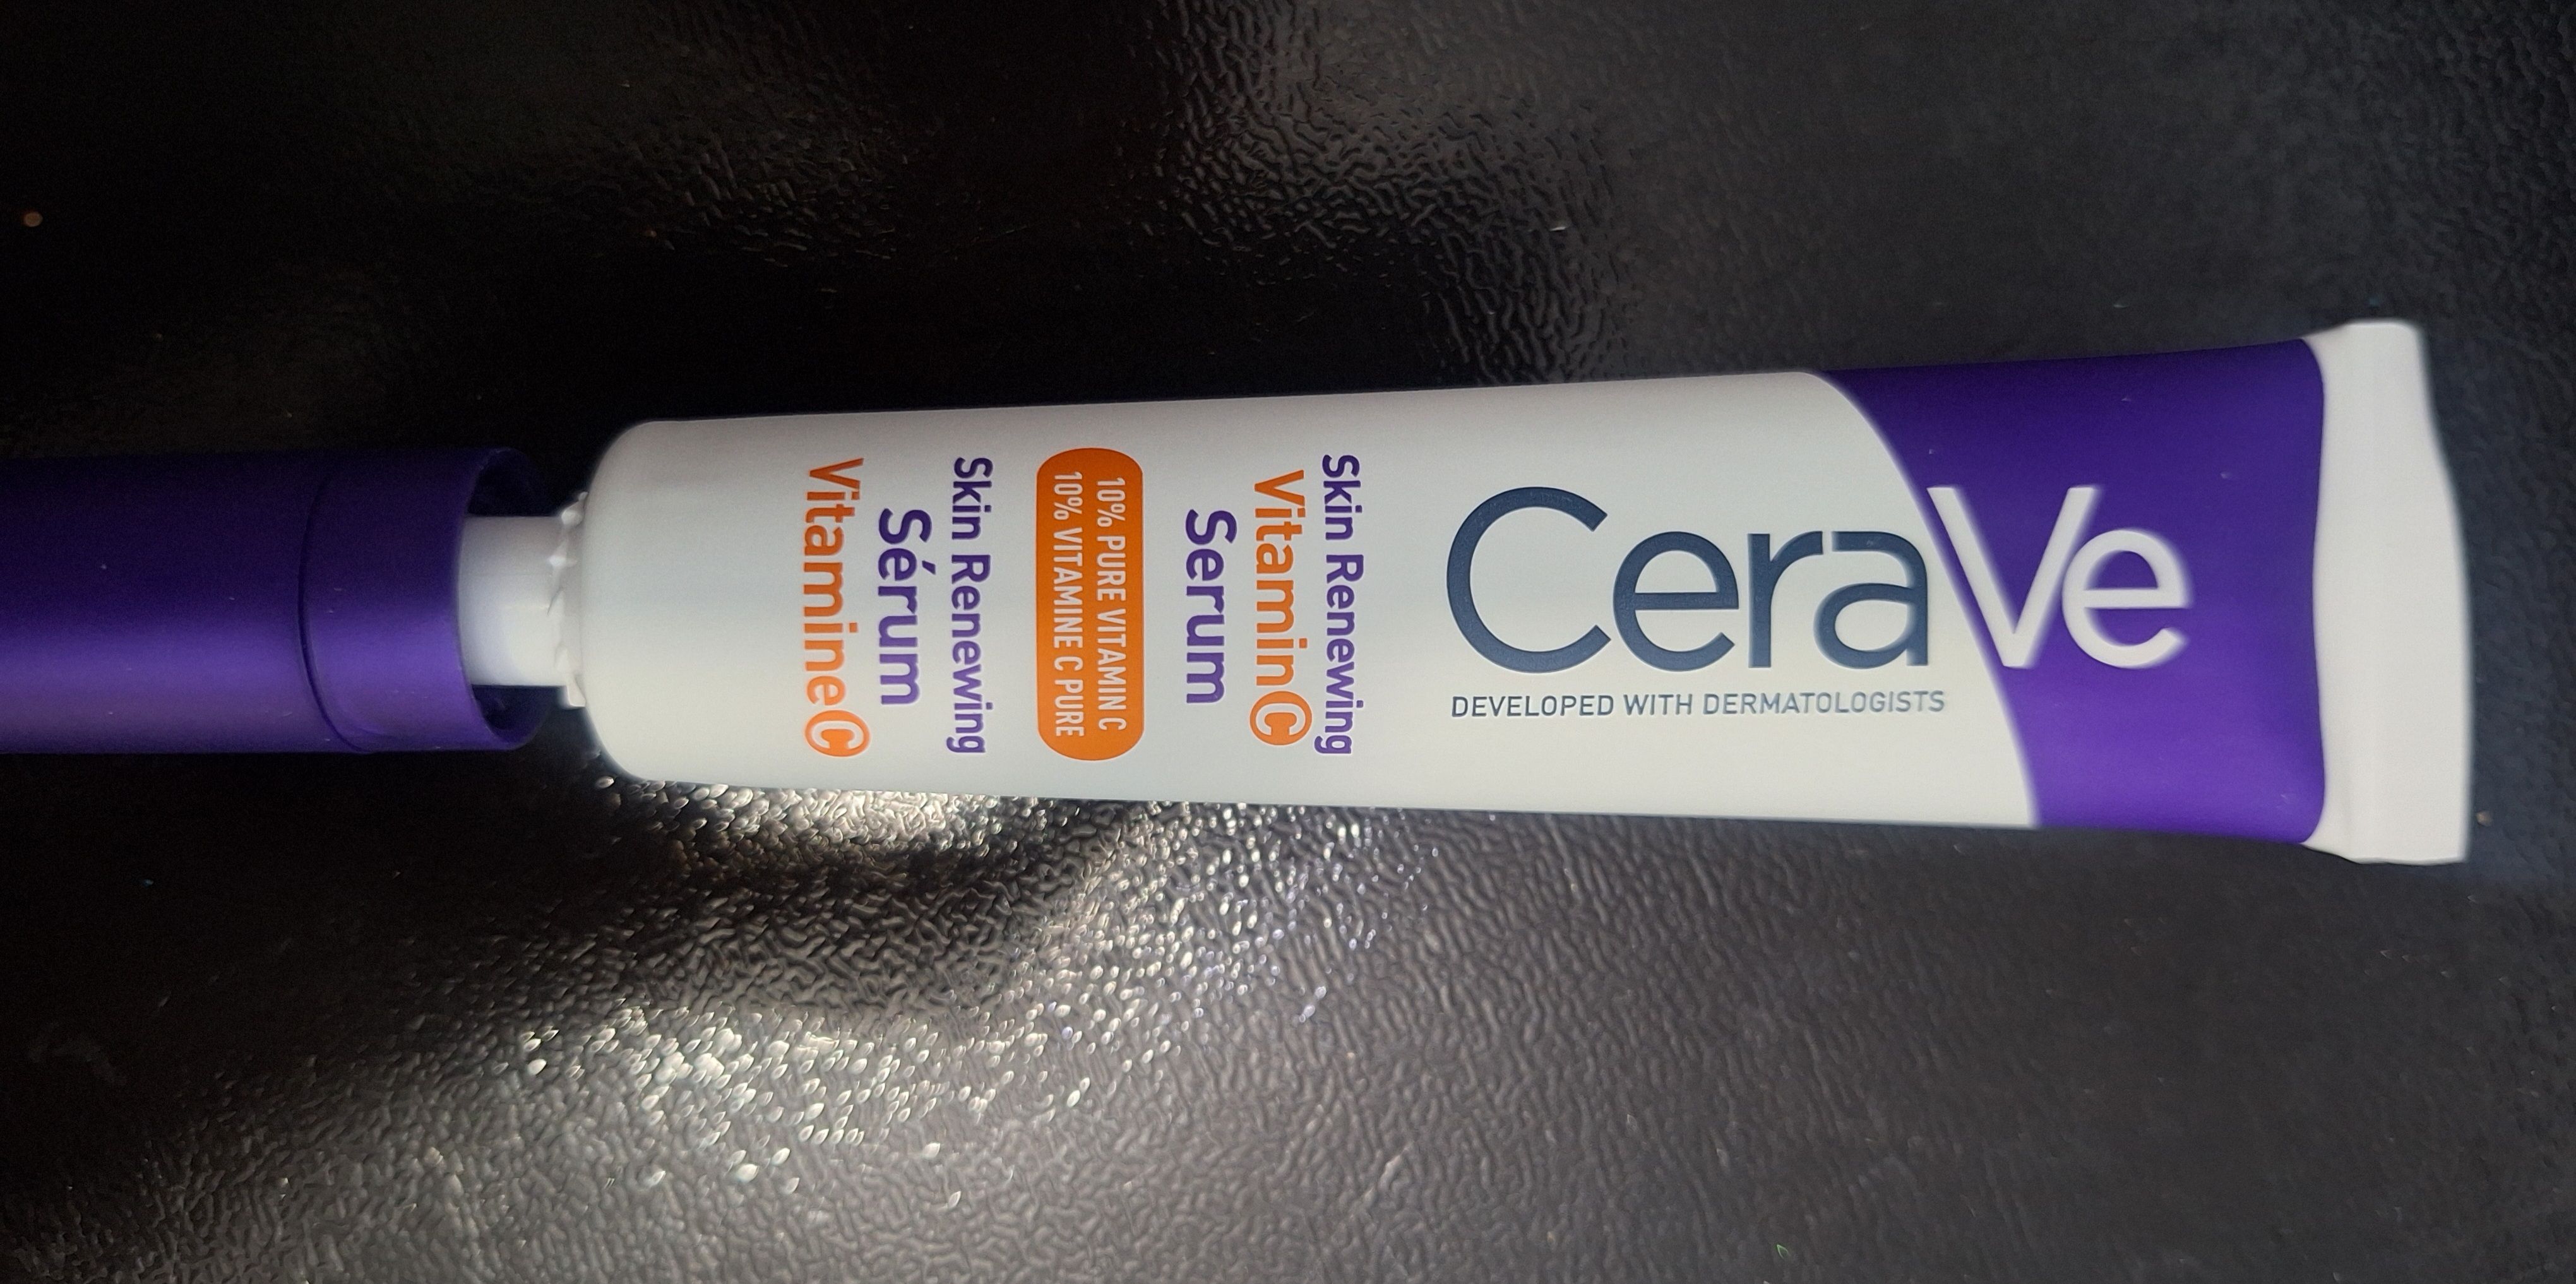 CeraVe
DEVELOPED WITH DERMATOLOGISTS
Skin Renewing
Vitamin C
Serum
10% PURE VITAMIN C
10% VITAMINE C PURE
Skin Renewing
Sérum
Vitamine C